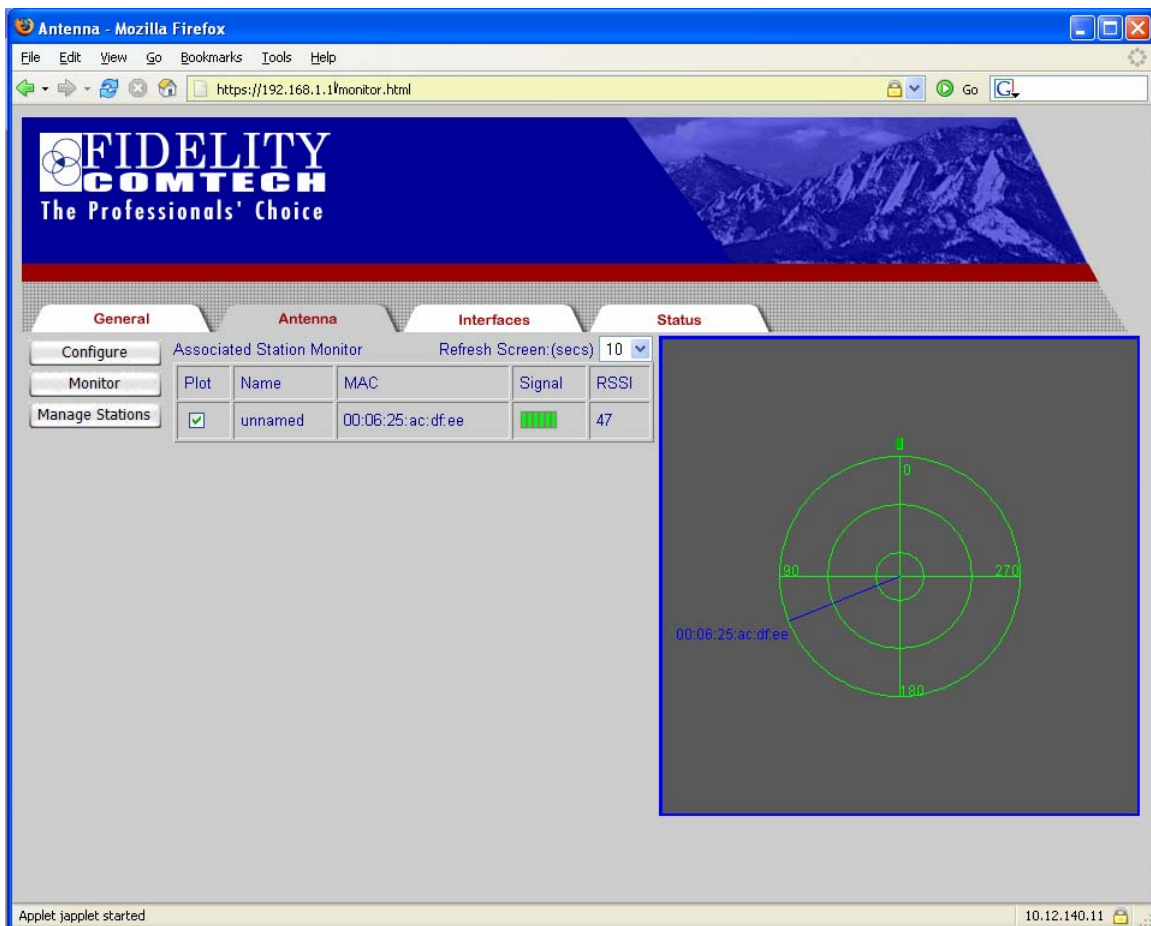 Antenna - Mozilla Firefox
File Edit View Go Bookmarks Tools Help
https://192.168.1.1/monitor.html Go G
FIDELITY
COMTECH
The Professionals' Choice
General Antenna Interfaces Status
Configure Associated Station Monitor Refresh Screen:(secs) 10
Monitor Plot Name MAC Signal RSSI
Manage Stations unnamed 00:06:25:ac:df:ee 47
0
90 270
00:06:25:ac:df:ee
180
Applet japplet started 10.12.140.11